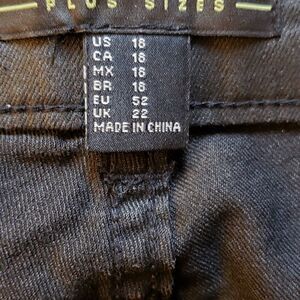 PLUS SIZES
US 18
CA 18
MX 18
BR 18
EU 52
UK 22
MADE IN CHINA